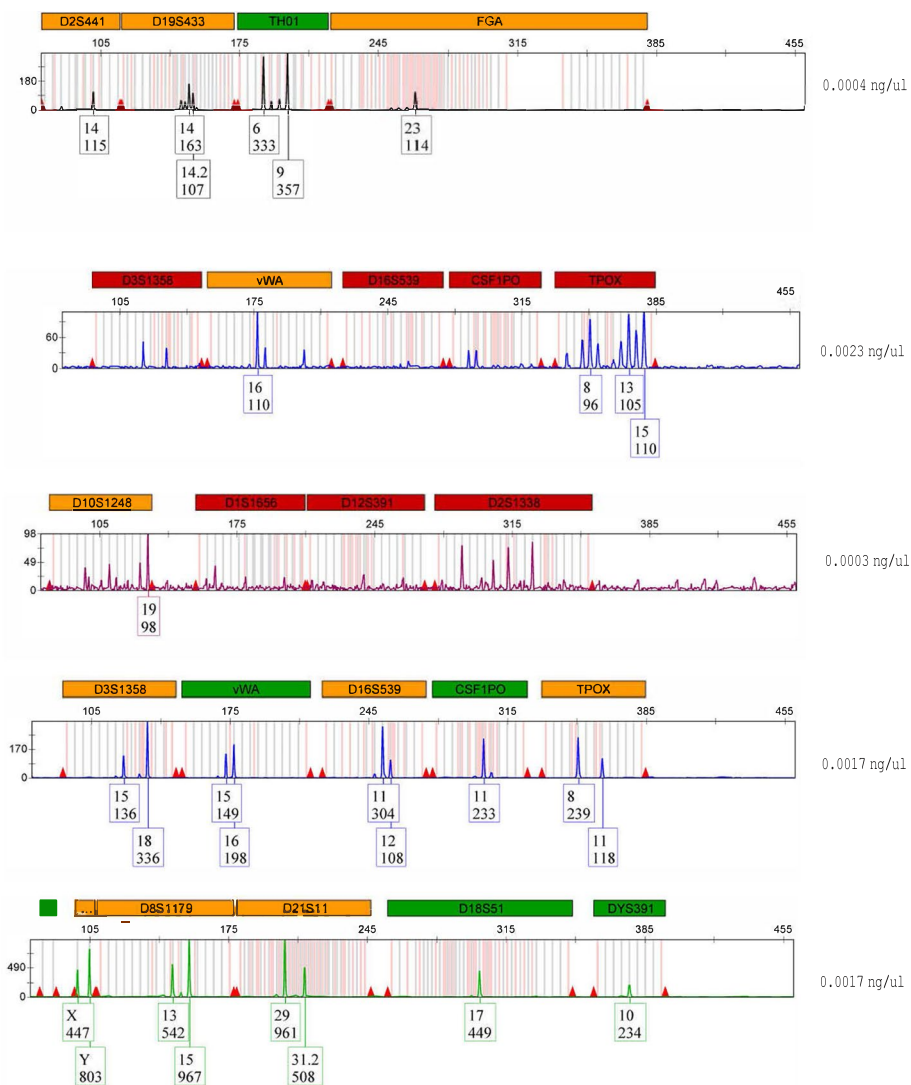 D2S441 D19S433 TH01 FGA
105 175 245 315 385 455
180
0
0.0004 ng/ul
14 14 6 23
115 163 333 114
14.2 9
107 357
D3S1358 vWA D16S539 CSF1PO TPOX
105 175 245 315 385 455
60
0
0.0023 ng/ul
16 8 13
110 96 105
15
110
D10S1248 D1S1656 D12S391 D2S1338
105 175 245 315 385 455
98
49
0
0.0003 ng/ul
19
98
D3S1358 vWA D16S539 CSF1PO TPOX
105 175 245 315 385 455
170
0
0.0017 ng/ul
15 15 11 11 8
136 149 304 233 239
18 16 12 11
336 198 108 118
... D8S1179 D21S11 D18S51 DYS391
105 175 245 315 385 455
490
0
0.0017 ng/ul
X 13 29 17 10
447 542 961 449 234
Y 15 31.2
803 967 508